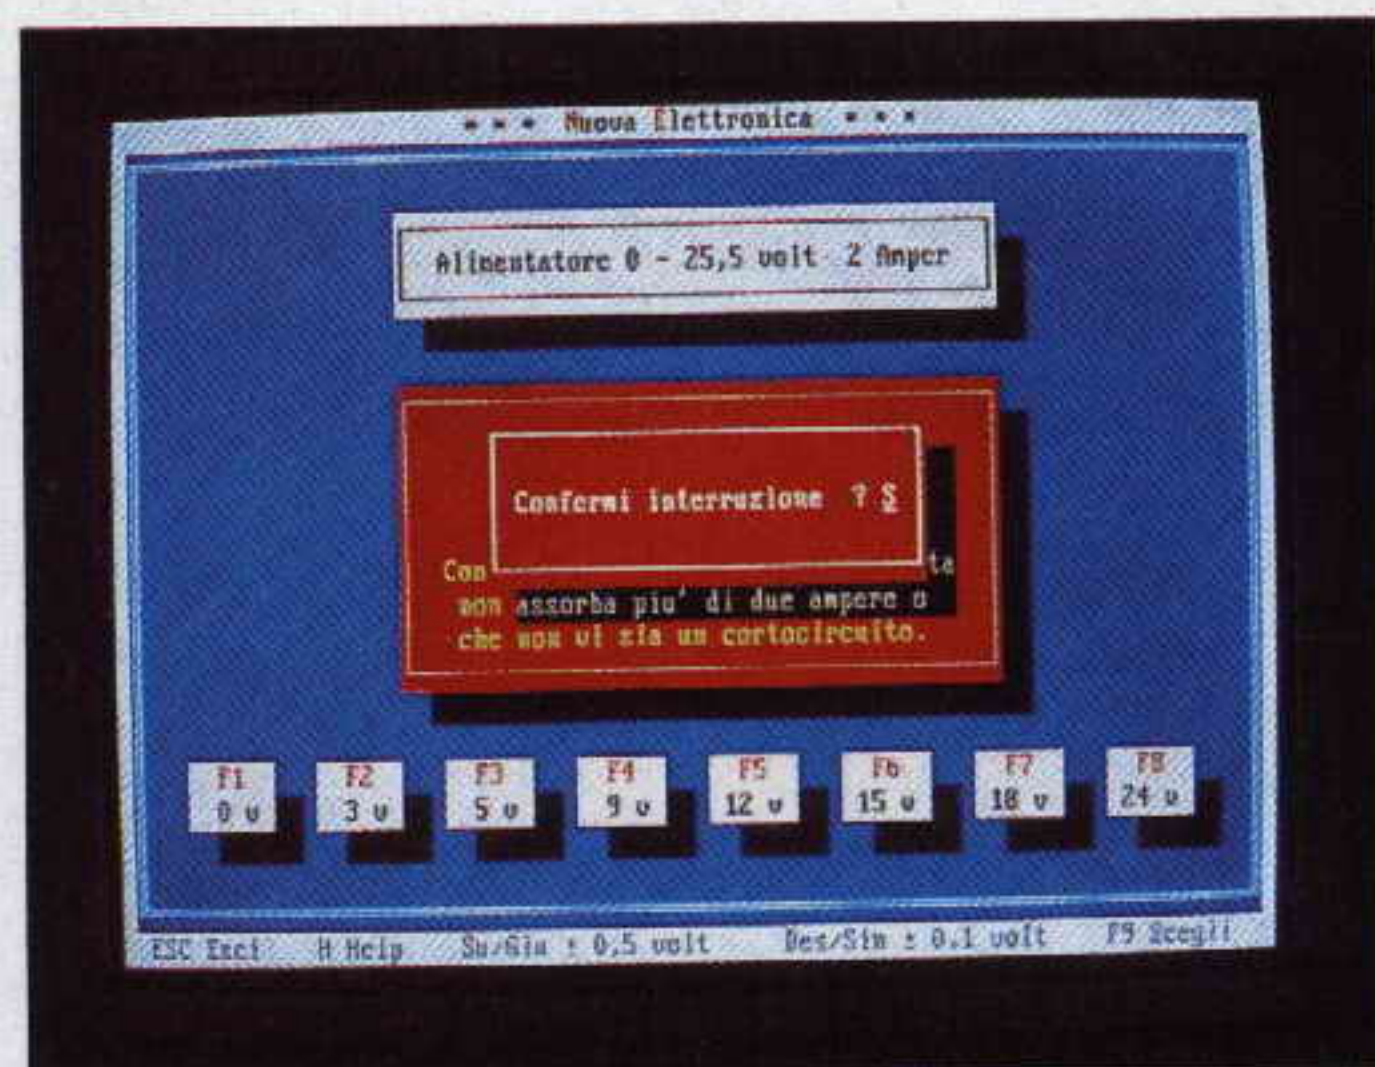 * * * Nuova Elettronica * * *
Alimentatore 0 - 25,5 volt 2 Amper
Confermi interruzione ? S
Con ta
non assorba piu' di due ampere o
che non vi sia un cortocircuito.
F1 F2 F3 F4 F5 F6 F7 F8
0 v 3 v 5 v 9 v 12 v 15 v 18 v 24 v
ESC Esci H Help Su/Giu ± 0,5 volt Des/Sin ± 0.1 volt F9 Scegli